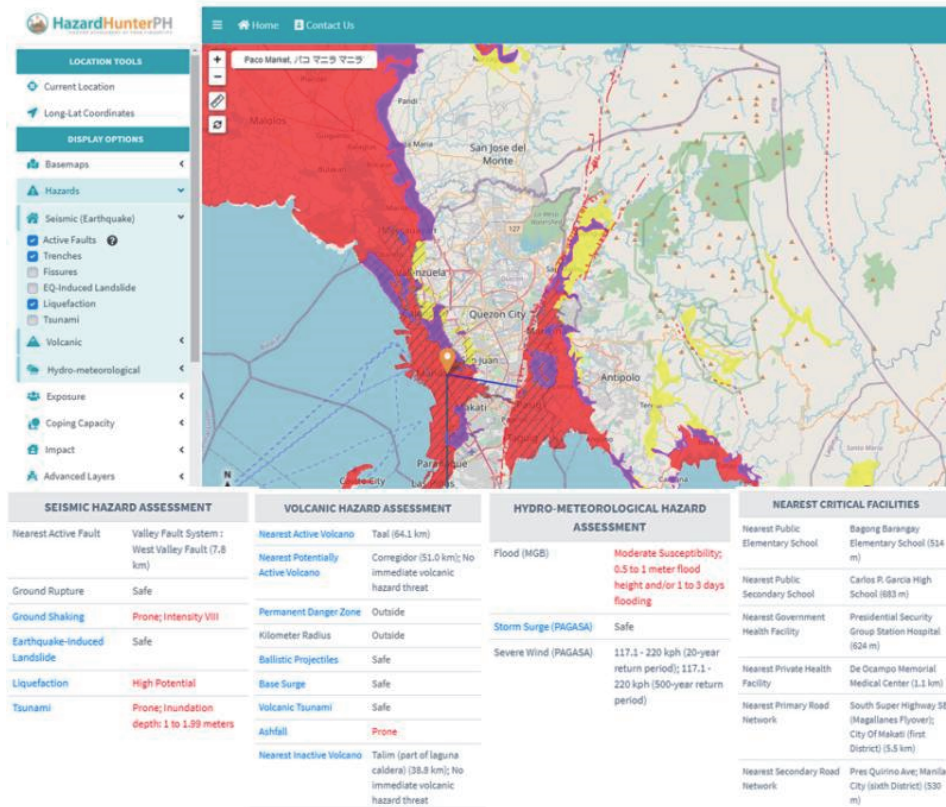 HazardHunterPH
Home
Contact Us
LOCATION TOOLS
Current Location
Long-Lat Coordinates
DISPLAY OPTIONS
Basemaps
Hazards
Seismic (Earthquake)
Active Faults
Trenches
Fissures
EQ-Induced Landslide
Liquefaction
Tsunami
Volcanic
Hydro-meteorological
Exposure
Coping Capacity
Impact
Advanced Layers
+
−
Paco Market, パコ マニラ マニラ
Pandi
Malolos
San Jose del
Monte
127
Quezon City
San Juan
Antipolo
Makati
N
SEISMIC HAZARD ASSESSMENT
Nearest Active Fault
Valley Fault System :
West Valley Fault (7.8
km)
Ground Rupture
Safe
Ground Shaking
Prone; Intensity VIII
Earthquake-Induced
Landslide
Safe
Liquefaction
High Potential
Tsunami
Prone; Inundation
depth: 1 to 1.99 meters
VOLCANIC HAZARD ASSESSMENT
Nearest Active Volcano
Taal (64.1 km)
Nearest Potentially
Active Volcano
Corregidor (51.0 km); No
immediate volcanic
hazard threat
Permanent Danger Zone
Outside
Kilometer Radius
Outside
Ballistic Projectiles
Safe
Base Surge
Safe
Volcanic Tsunami
Safe
Ashfall
Prone
Nearest Inactive Volcano
Talim (part of laguna
caldera) (38.8 km); No
immediate volcanic
hazard threat
HYDRO-METEOROLOGICAL HAZARD
ASSESSMENT
Flood (MGB)
Moderate Susceptibility;
0.5 to 1 meter flood
height and/or 1 to 3 days
flooding
Storm Surge (PAGASA)
Safe
Severe Wind (PAGASA)
117.1 - 220 kph (20-year
return period); 117.1 -
220 kph (500-year return
period)
NEAREST CRITICAL FACILITIES
Nearest Public
Elementary School
Bagong Barangay
Elementary School (514
m)
Nearest Public
Secondary School
Carlos P. Garcia High
School (683 m)
Nearest Government
Health Facility
Presidential Security
Group Station Hospital
(624 m)
Nearest Private Health
Facility
De Ocampo Memorial
Medical Center (1.1 km)
Nearest Primary Road
Network
South Super Highway SB
(Magallanes Flyover);
City Of Makati (first
District) (5.5 km)
Nearest Secondary Road
Network
Pres Quirino Ave; Manila
City (sixth District) (530
m)